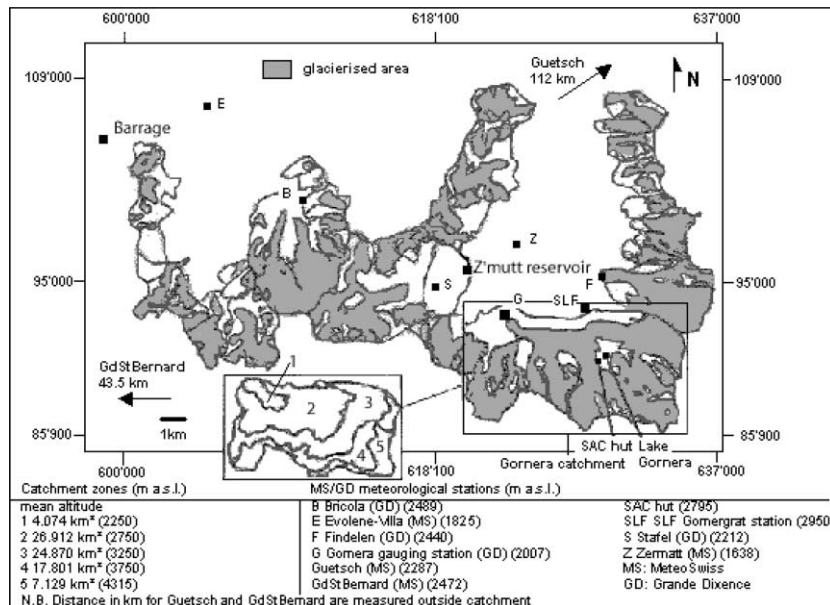 600'000 618'100 637'000
109'000 109'000
glacierised area
Guetsch
112 km
N
E
Barrage
B
Z
Z'mutt reservoir
F
95'000 95'000
S
G SLF
GdStBernard
43.5 km
1
2
3
4
5
1km
85'900 85'900
SAC hut Lake
Gornera catchment Gornera
600'000 618'100 637'000
Catchment zones (m a.s.l.)
mean altitude
1 4.074 km² (2250)
2 26.912 km² (2750)
3 24.870 km² (3250)
4 17.801 km² (3750)
5 7.129 km² (4315)
MS/GD meteorological stations (m a.s.l.)
B Bricola (GD) (2489)
E Evolene-Villa (MS) (1825)
F Findelen (GD) (2440)
G Gornera gauging station (GD) (2007)
Guetsch (MS) (2287)
GdStBernard (MS) (2472)
SAC hut (2795)
SLF SLF Gornergrat station (2950)
S Stafel (GD) (2212)
Z Zermatt (MS) (1638)
MS: MeteoSwiss
GD: Grande Dixence
N.B. Distance in km for Guetsch and GdStBernard are measured outside catchment